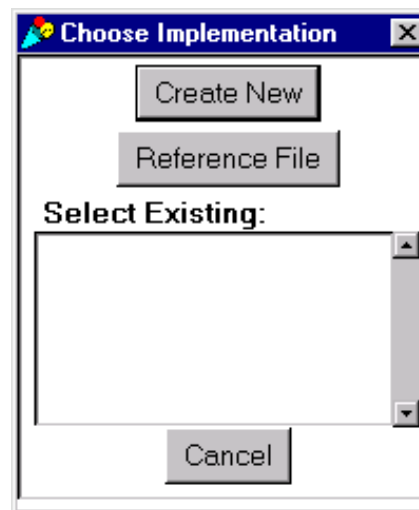 Choose Implementation
Create New
Reference File
Select Existing:
Cancel